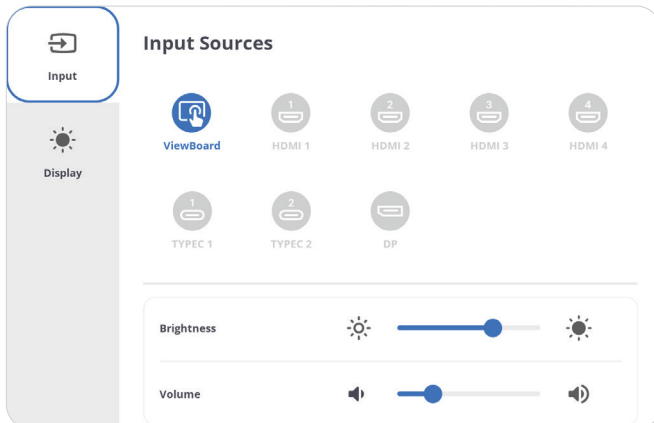 Input
Display
Input Sources
ViewBoard
1
HDMI 1
2
HDMI 2
3
HDMI 3
4
HDMI 4
1
TYPEC 1
2
TYPEC 2
DP
Brightness
Volume